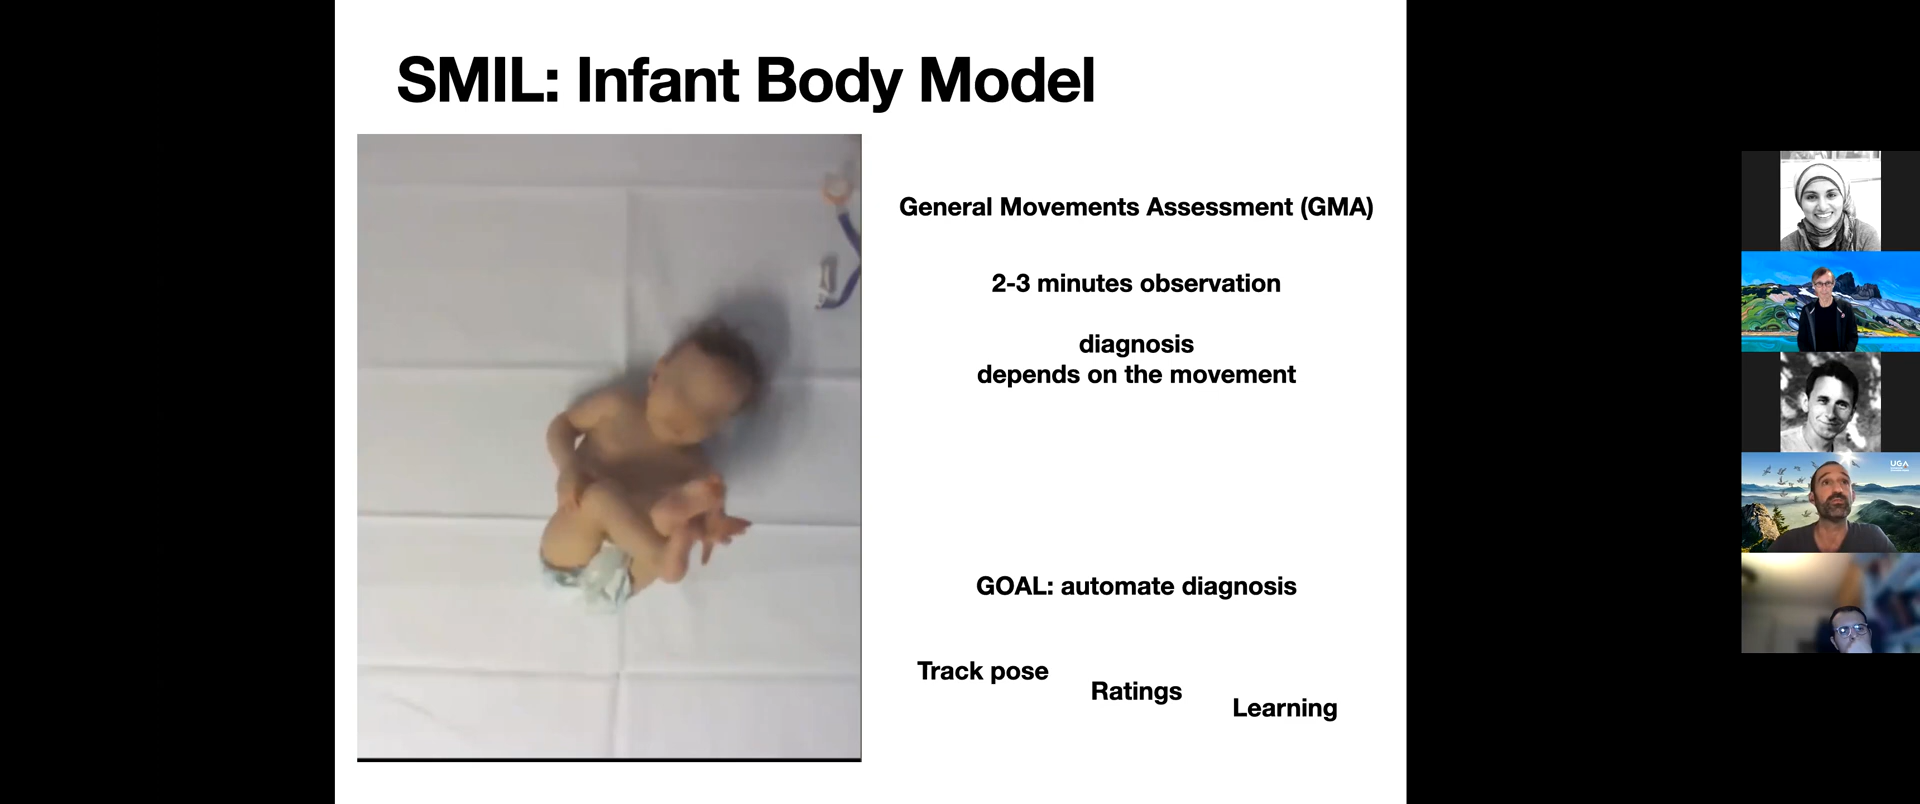 SMIL: Infant Body Model
General Movements Assessment (GMA)
2-3 minutes observation
diagnosis
depends on the movement
GOAL: automate diagnosis
Track pose
Ratings
Learning
UGA